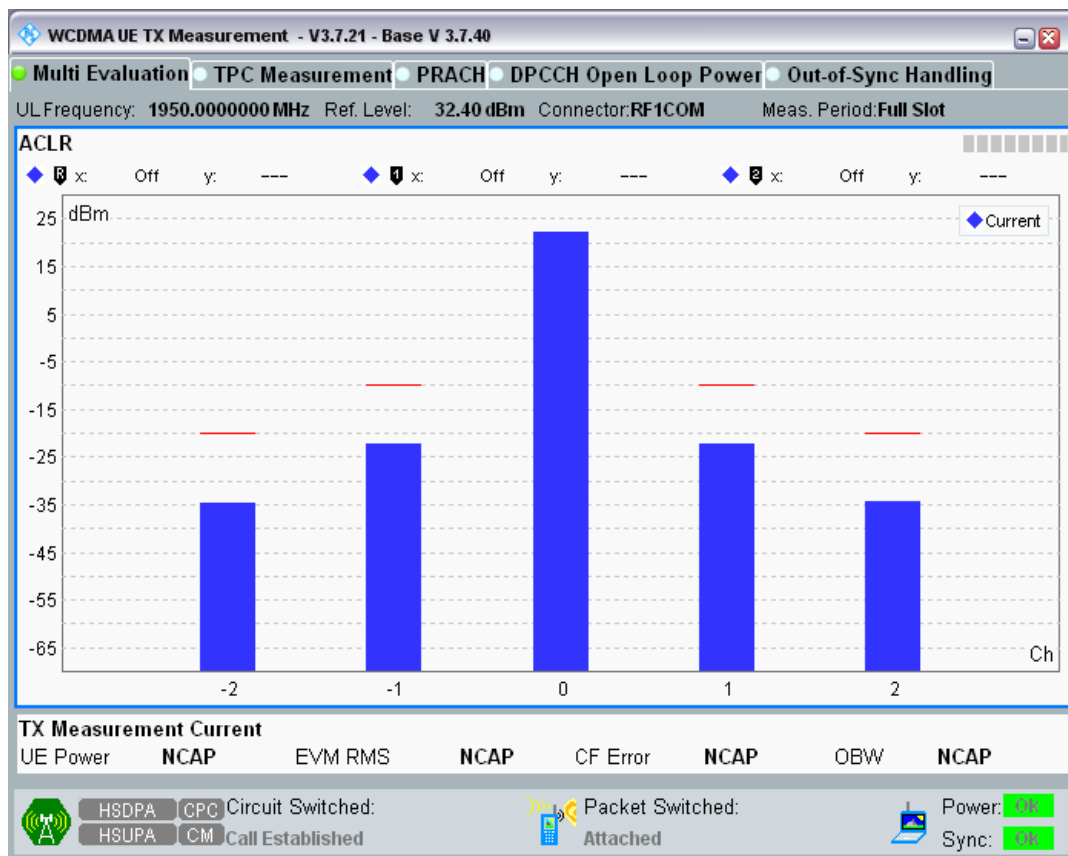 WCDMA UE TX Measurement - V3.7.21 - Base V 3.7.40
Multi Evaluation TPC Measurement PRACH DPCCH Open Loop Power Out-of-Sync Handling
UL Frequency: 1950.0000000 MHz Ref. Level: 32.40 dBm Connector:RF1COM Meas. Period:Full Slot
ACLR
R x: Off y: --- 1 x: Off y: --- 2 x: Off y: ---
dBm
Current
25
15
5
-5
-15
-25
-35
-45
-55
-65
Ch
-2 -1 0 1 2
TX Measurement Current
UE Power NCAP EVM RMS NCAP CF Error NCAP OBW NCAP
HSDPA CPC Circuit Switched: Packet Switched: Power: OK
HSUPA CM Call Established Attached Sync: OK